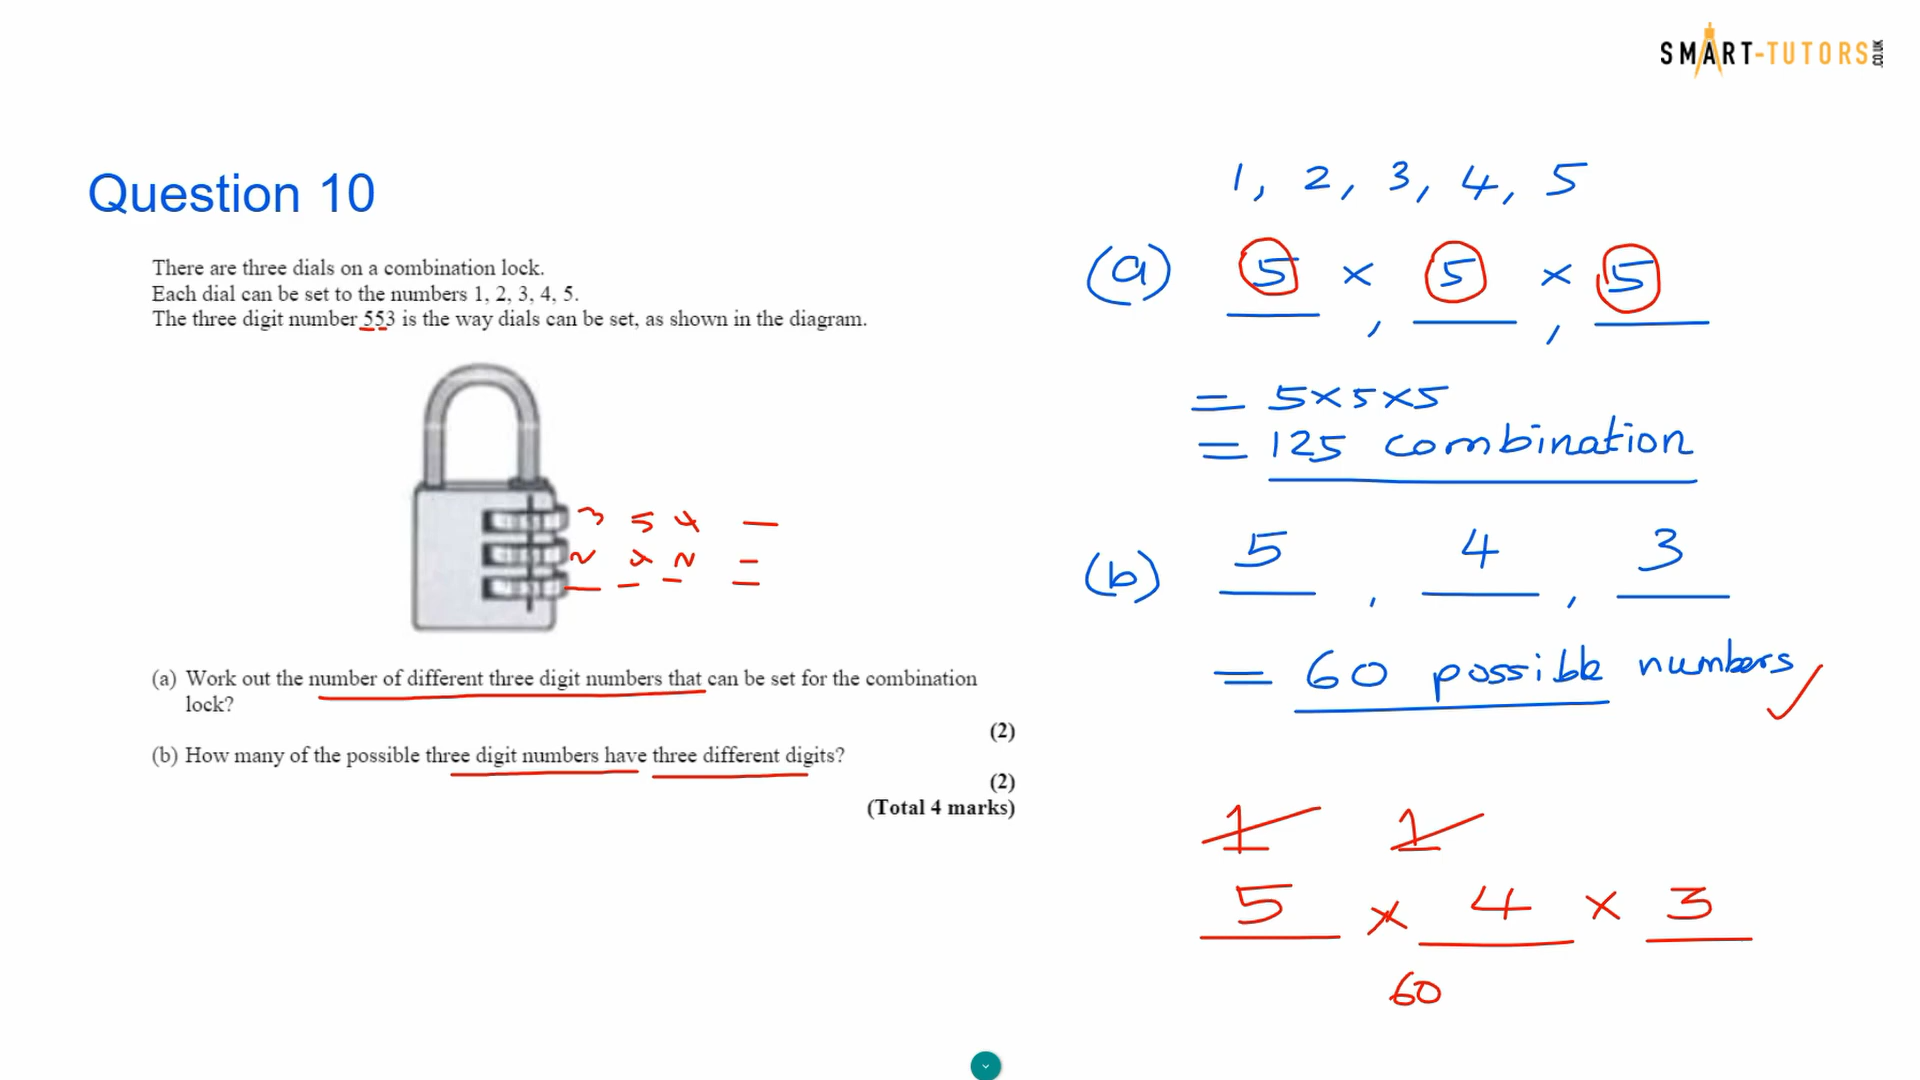 SMART-TUTORS.CO.UK
Question 10
There are three dials on a combination lock.
Each dial can be set to the numbers 1, 2, 3, 4, 5.
The three digit number 553 is the way dials can be set, as shown in the diagram.
3 5 4
2 4 2
(a) Work out the number of different three digit numbers that can be set for the combination
lock?
(2)
(b) How many of the possible three digit numbers have three different digits?
(2)
(Total 4 marks)
1, 2, 3, 4, 5
(a) 5 × 5 × 5
, ,
= 5×5×5
= 125 combination
(b) 5 , 4 , 3
= 60 possible numbers ✓
1 1
5 × 4 × 3
60